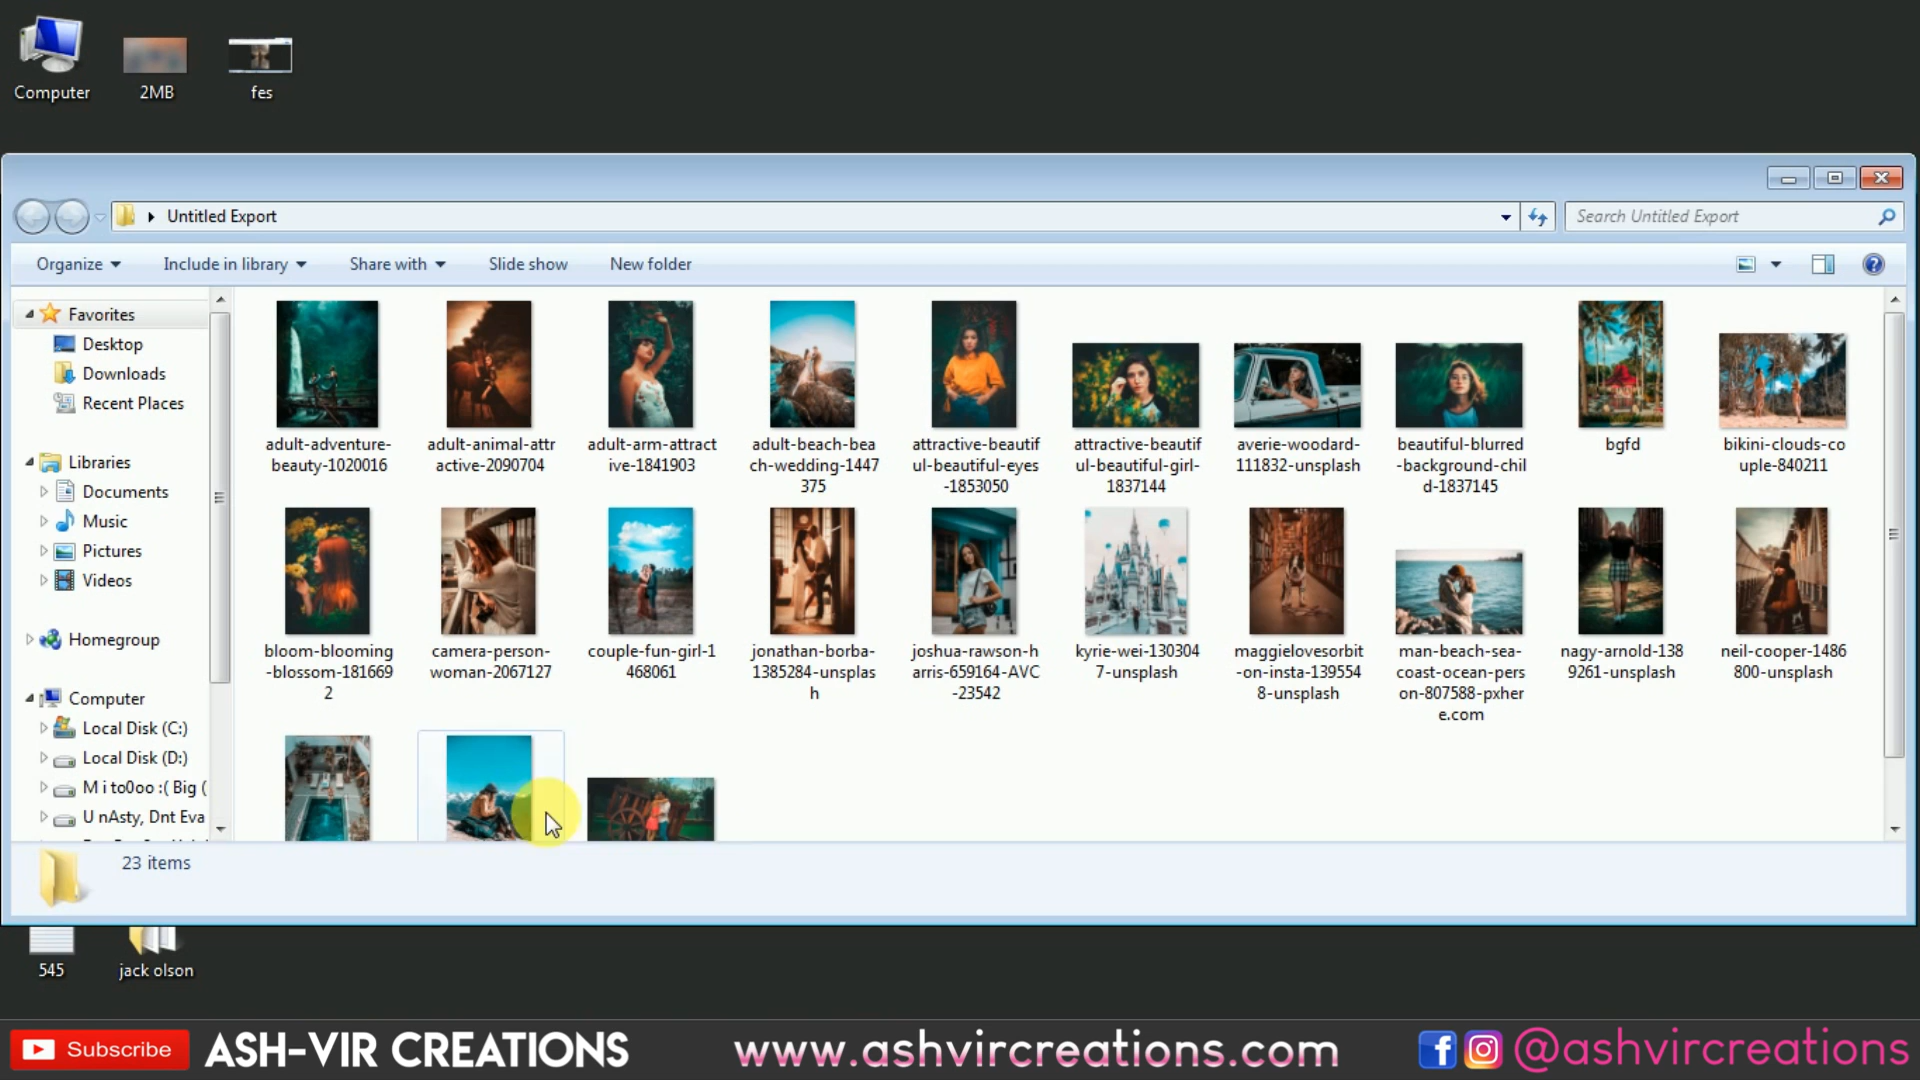 Computer
2MB
fes
Untitled Export
Search Untitled Export
Organize
Include in library
Share with
Slide show
New folder
Favorites
Desktop
Downloads
Recent Places
Libraries
Documents
Music
Pictures
Videos
Homegroup
Computer
Local Disk (C:)
Local Disk (D:)
M i to0oo :( Big (
U nAsty, Dnt Eva
adult-adventure-
beauty-1020016
adult-animal-attr
active-2090704
adult-arm-attract
ive-1841903
adult-beach-bea
ch-wedding-1447
375
attractive-beautif
ul-beautiful-eyes
-1853050
attractive-beautif
ul-beautiful-girl-
1837144
averie-woodard-
111832-unsplash
beautiful-blurred
-background-chil
d-1837145
bgfd
bikini-clouds-co
uple-840211
bloom-blooming
-blossom-181669
2
camera-person-
woman-2067127
couple-fun-girl-1
468061
jonathan-borba-
1385284-unsplas
h
joshua-rawson-h
arris-659164-AVC
-23542
kyrie-wei-130304
7-unsplash
maggielovesorbit
-on-insta-139554
8-unsplash
man-beach-sea-
coast-ocean-pers
on-807588-pxher
e.com
nagy-arnold-138
9261-unsplash
neil-cooper-1486
800-unsplash
23 items
545
jack olson
Subscribe
ASH-VIR CREATIONS
www.ashvircreations.com
@ashvircreations